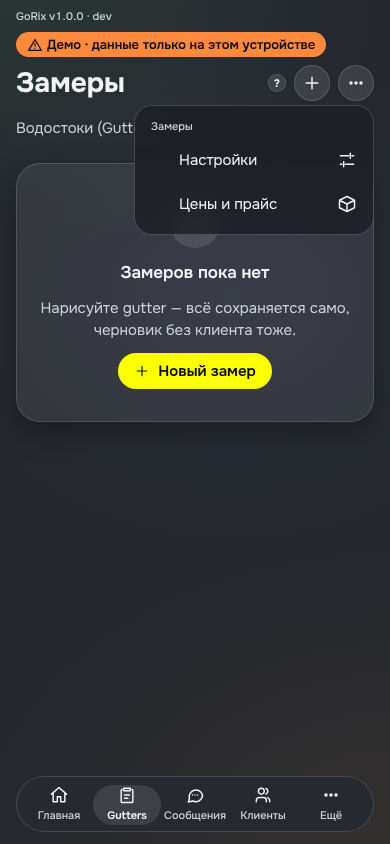 GoRix v1.0.0 · dev
Демо · данные только на этом устройстве
Замеры
?
Водостоки (Gutt
Замеры
Настройки
Цены и прайс
Замеров пока нет
Нарисуйте gutter — всё сохраняется само,
черновик без клиента тоже.
Новый замер
Главная
Gutters
Сообщения
Клиенты
Ещё